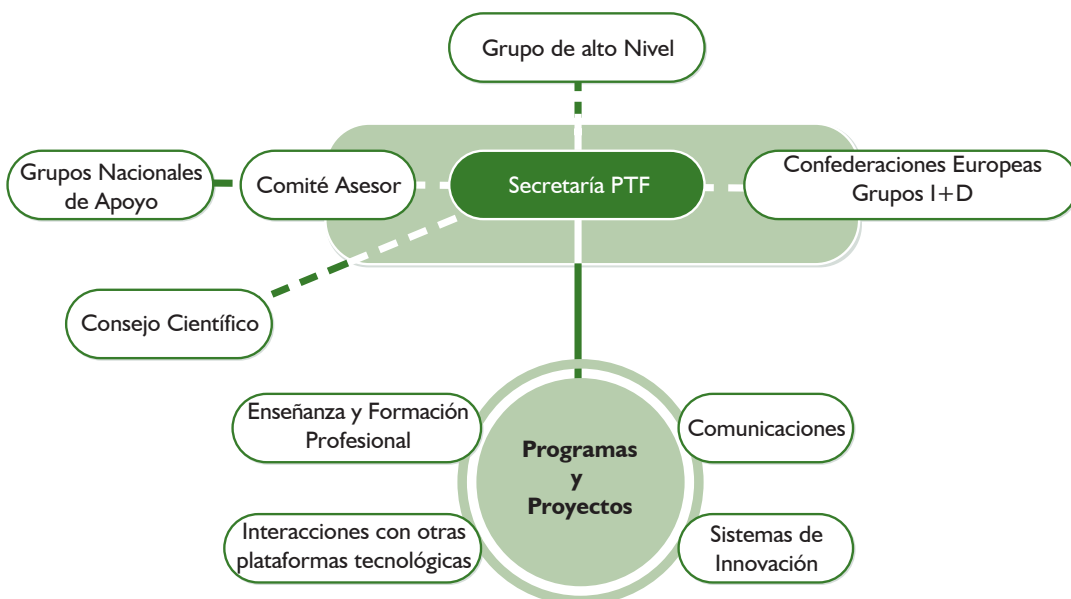 Grupo de alto Nivel
Grupos Nacionales
de Apoyo
Comité Asesor
Secretaría PTF
Confederaciones Europeas
Grupos I+D
Consejo Científico
Enseñanza y Formación
Profesional
Comunicaciones
Programas
y
Proyectos
Interacciones con otras
plataformas tecnológicas
Sistemas de
Innovación